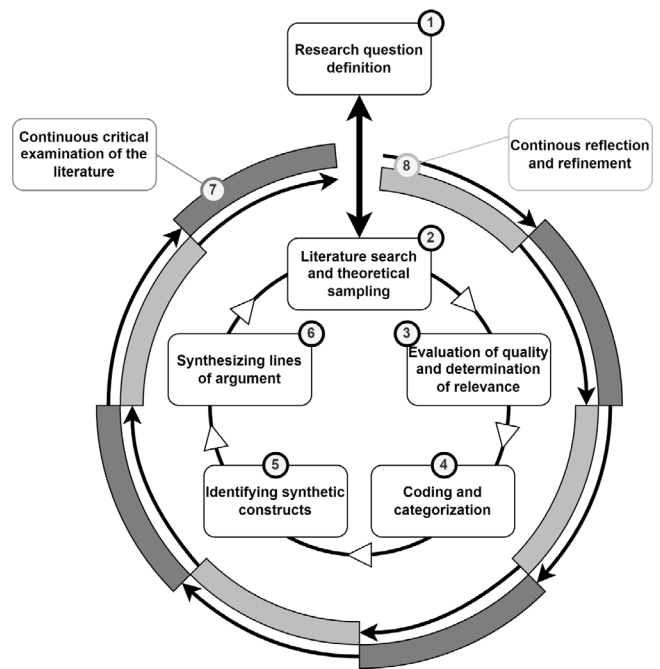 1
Research question
definition
Continuous critical
examination of the
literature
7
8
Continous reflection
and refinement
2
Literature search
and theoretical
sampling
3
Evaluation of quality
and determination
of relevance
6
Synthesizing lines
of argument
5
Identifying synthetic
constructs
4
Coding and
categorization